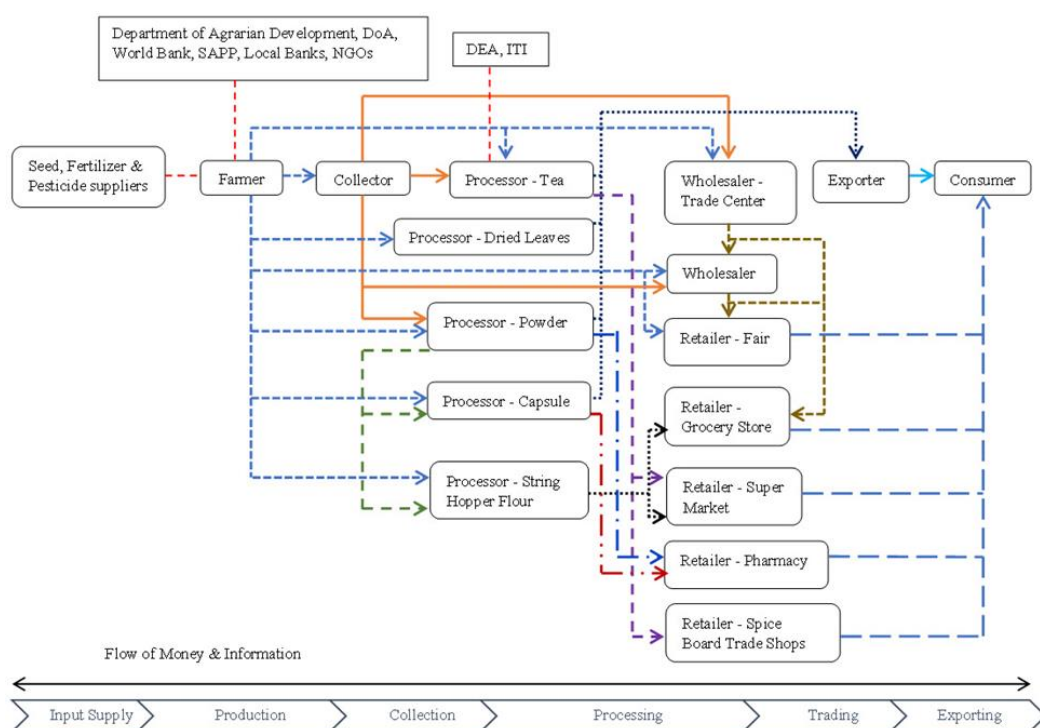 Department of Agrarian Development, DoA,
World Bank, SAPP, Local Banks, NGOs
DEA, ITI
Seed, Fertilizer &
Pesticide suppliers
Farmer
Collector
Processor - Tea
Wholesaler -
Trade Center
Exporter
Consumer
Processor - Dried Leaves
Wholesaler
Processor - Powder
Retailer - Fair
Processor - Capsule
Retailer -
Grocery Store
Processor - String
Hopper Flour
Retailer - Super
Market
Retailer - Pharmacy
Retailer - Spice
Board Trade Shops
Flow of Money & Information
Input Supply
Production
Collection
Processing
Trading
Exporting